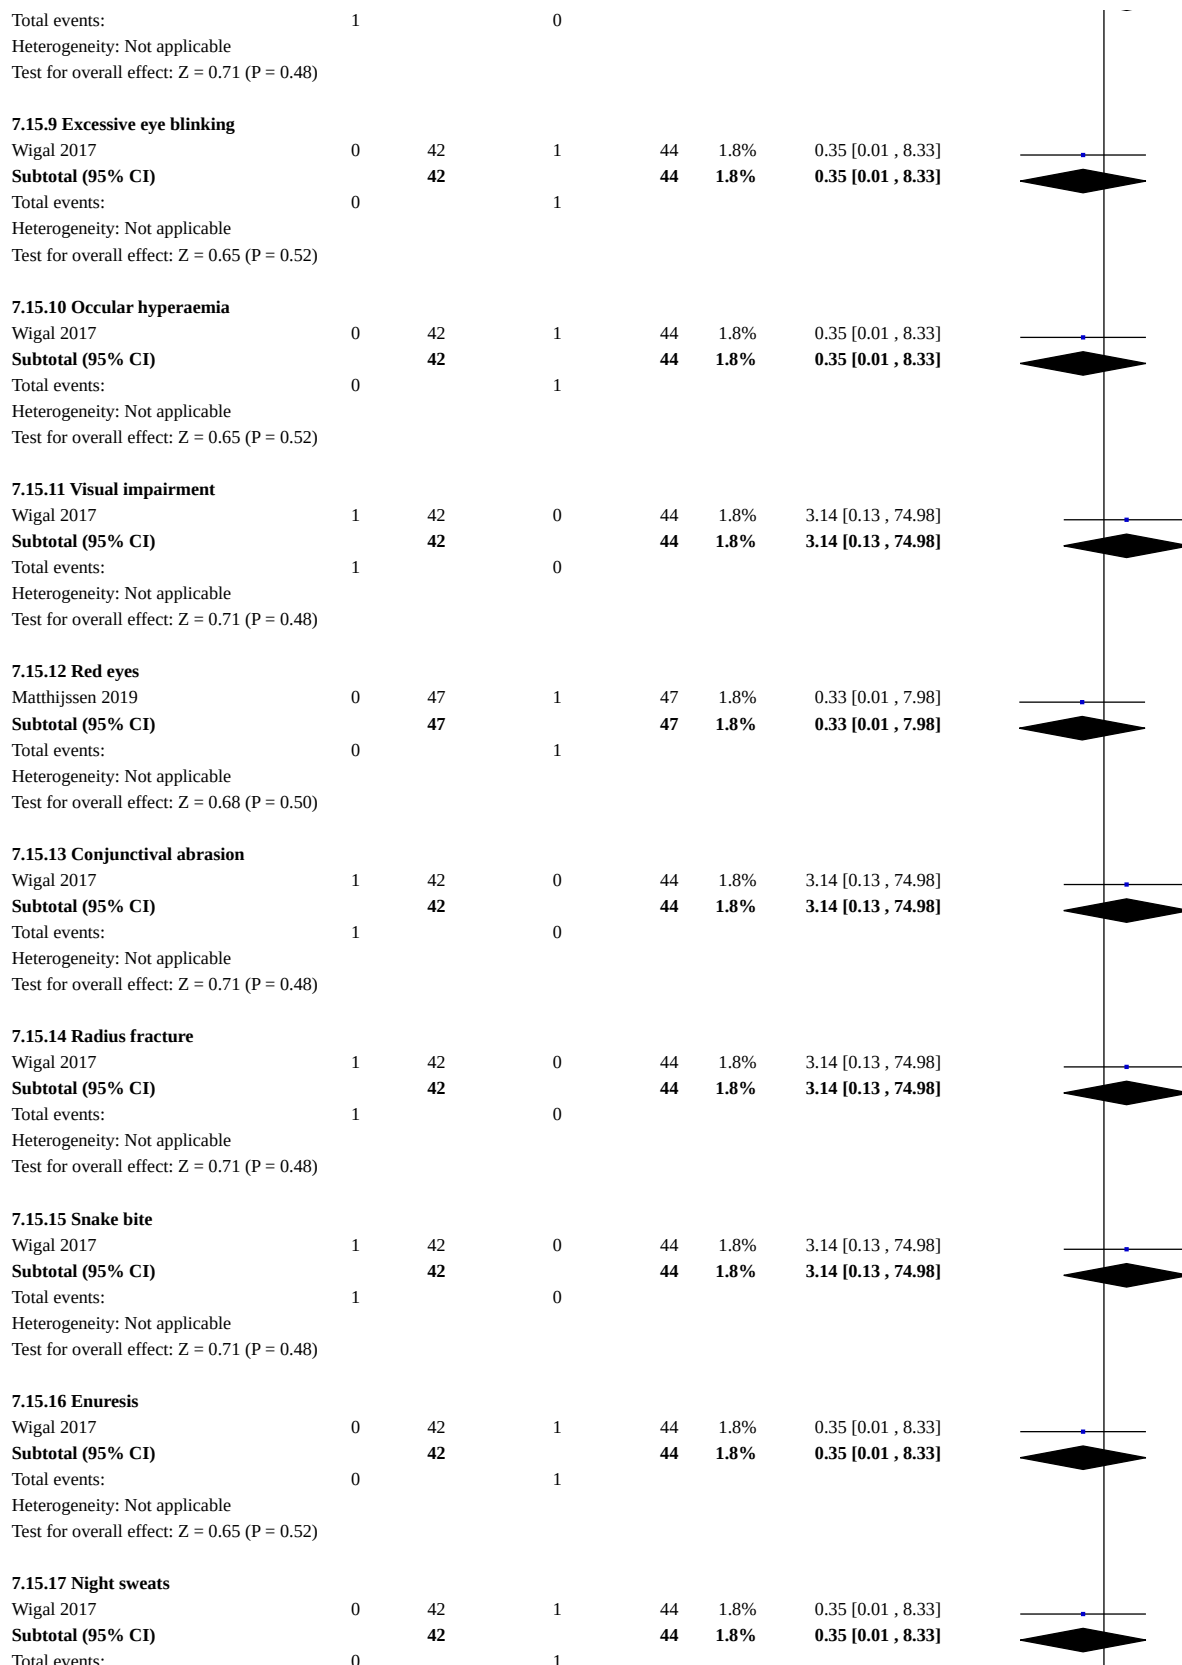 Total events: 1 0
Heterogeneity: Not applicable
Test for overall effect: Z = 0.71 (P = 0.48)
7.15.9 Excessive eye blinking
Wigal 2017 0 42 1 44 1.8% 0.35 [0.01 , 8.33]
Subtotal (95% CI) 42 44 1.8% 0.35 [0.01 , 8.33]
Total events: 0 1
Heterogeneity: Not applicable
Test for overall effect: Z = 0.65 (P = 0.52)
7.15.10 Occular hyperaemia
Wigal 2017 0 42 1 44 1.8% 0.35 [0.01 , 8.33]
Subtotal (95% CI) 42 44 1.8% 0.35 [0.01 , 8.33]
Total events: 0 1
Heterogeneity: Not applicable
Test for overall effect: Z = 0.65 (P = 0.52)
7.15.11 Visual impairment
Wigal 2017 1 42 0 44 1.8% 3.14 [0.13 , 74.98]
Subtotal (95% CI) 42 44 1.8% 3.14 [0.13 , 74.98]
Total events: 1 0
Heterogeneity: Not applicable
Test for overall effect: Z = 0.71 (P = 0.48)
7.15.12 Red eyes
Matthijssen 2019 0 47 1 47 1.8% 0.33 [0.01 , 7.98]
Subtotal (95% CI) 47 47 1.8% 0.33 [0.01 , 7.98]
Total events: 0 1
Heterogeneity: Not applicable
Test for overall effect: Z = 0.68 (P = 0.50)
7.15.13 Conjunctival abrasion
Wigal 2017 1 42 0 44 1.8% 3.14 [0.13 , 74.98]
Subtotal (95% CI) 42 44 1.8% 3.14 [0.13 , 74.98]
Total events: 1 0
Heterogeneity: Not applicable
Test for overall effect: Z = 0.71 (P = 0.48)
7.15.14 Radius fracture
Wigal 2017 1 42 0 44 1.8% 3.14 [0.13 , 74.98]
Subtotal (95% CI) 42 44 1.8% 3.14 [0.13 , 74.98]
Total events: 1 0
Heterogeneity: Not applicable
Test for overall effect: Z = 0.71 (P = 0.48)
7.15.15 Snake bite
Wigal 2017 1 42 0 44 1.8% 3.14 [0.13 , 74.98]
Subtotal (95% CI) 42 44 1.8% 3.14 [0.13 , 74.98]
Total events: 1 0
Heterogeneity: Not applicable
Test for overall effect: Z = 0.71 (P = 0.48)
7.15.16 Enuresis
Wigal 2017 0 42 1 44 1.8% 0.35 [0.01 , 8.33]
Subtotal (95% CI) 42 44 1.8% 0.35 [0.01 , 8.33]
Total events: 0 1
Heterogeneity: Not applicable
Test for overall effect: Z = 0.65 (P = 0.52)
7.15.17 Night sweats
Wigal 2017 0 42 1 44 1.8% 0.35 [0.01 , 8.33]
Subtotal (95% CI) 42 44 1.8% 0.35 [0.01 , 8.33]
Total events: 0 1